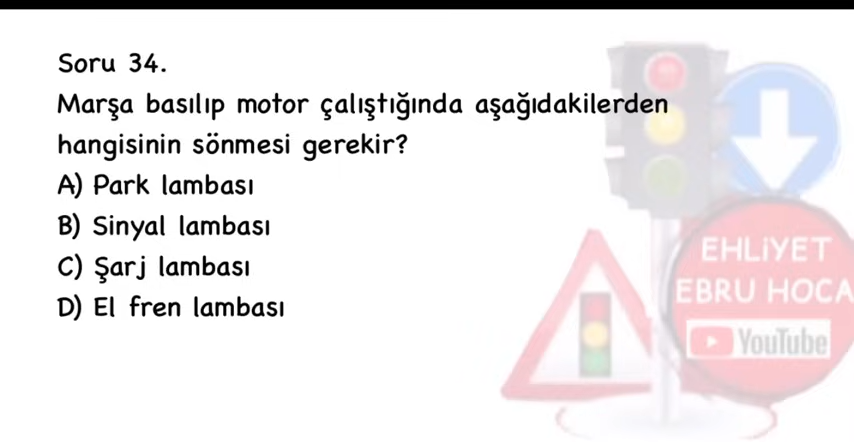 Soru 34.
Marşa basılıp motor çalıştığında aşağıdakilerden
hangisinin sönmesi gerekir?
A) Park lambası
B) Sinyal lambası
C) Şarj lambası
D) El fren lambası
EHLİYET
EBRU HOCA
YouTube